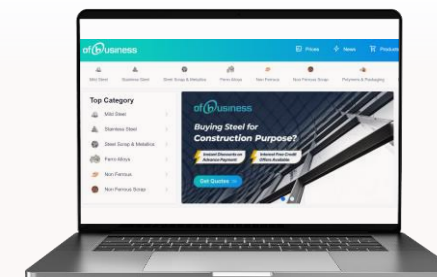 ofBusiness
Prices
News
Products
Mild Steel
Stainless Steel
Steel Scrap & Metallics
Ferro Alloys
Non Ferrous
Non Ferrous Scrap
Polymers & Packaging
Top Category
Mild Steel
Stainless Steel
Steel Scrap & Metallics
Ferro Alloys
Non Ferrous
Non Ferrous Scrap
ofBusiness
Buying Steel for
Construction Purpose?
Instant Discounts on
Advance Payment
Interest Free Credit
Offers Available
Get Quotes